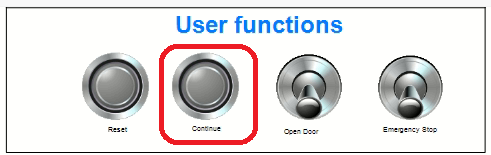 User functions
Reset
Continue
Open Door
Emergency Stop